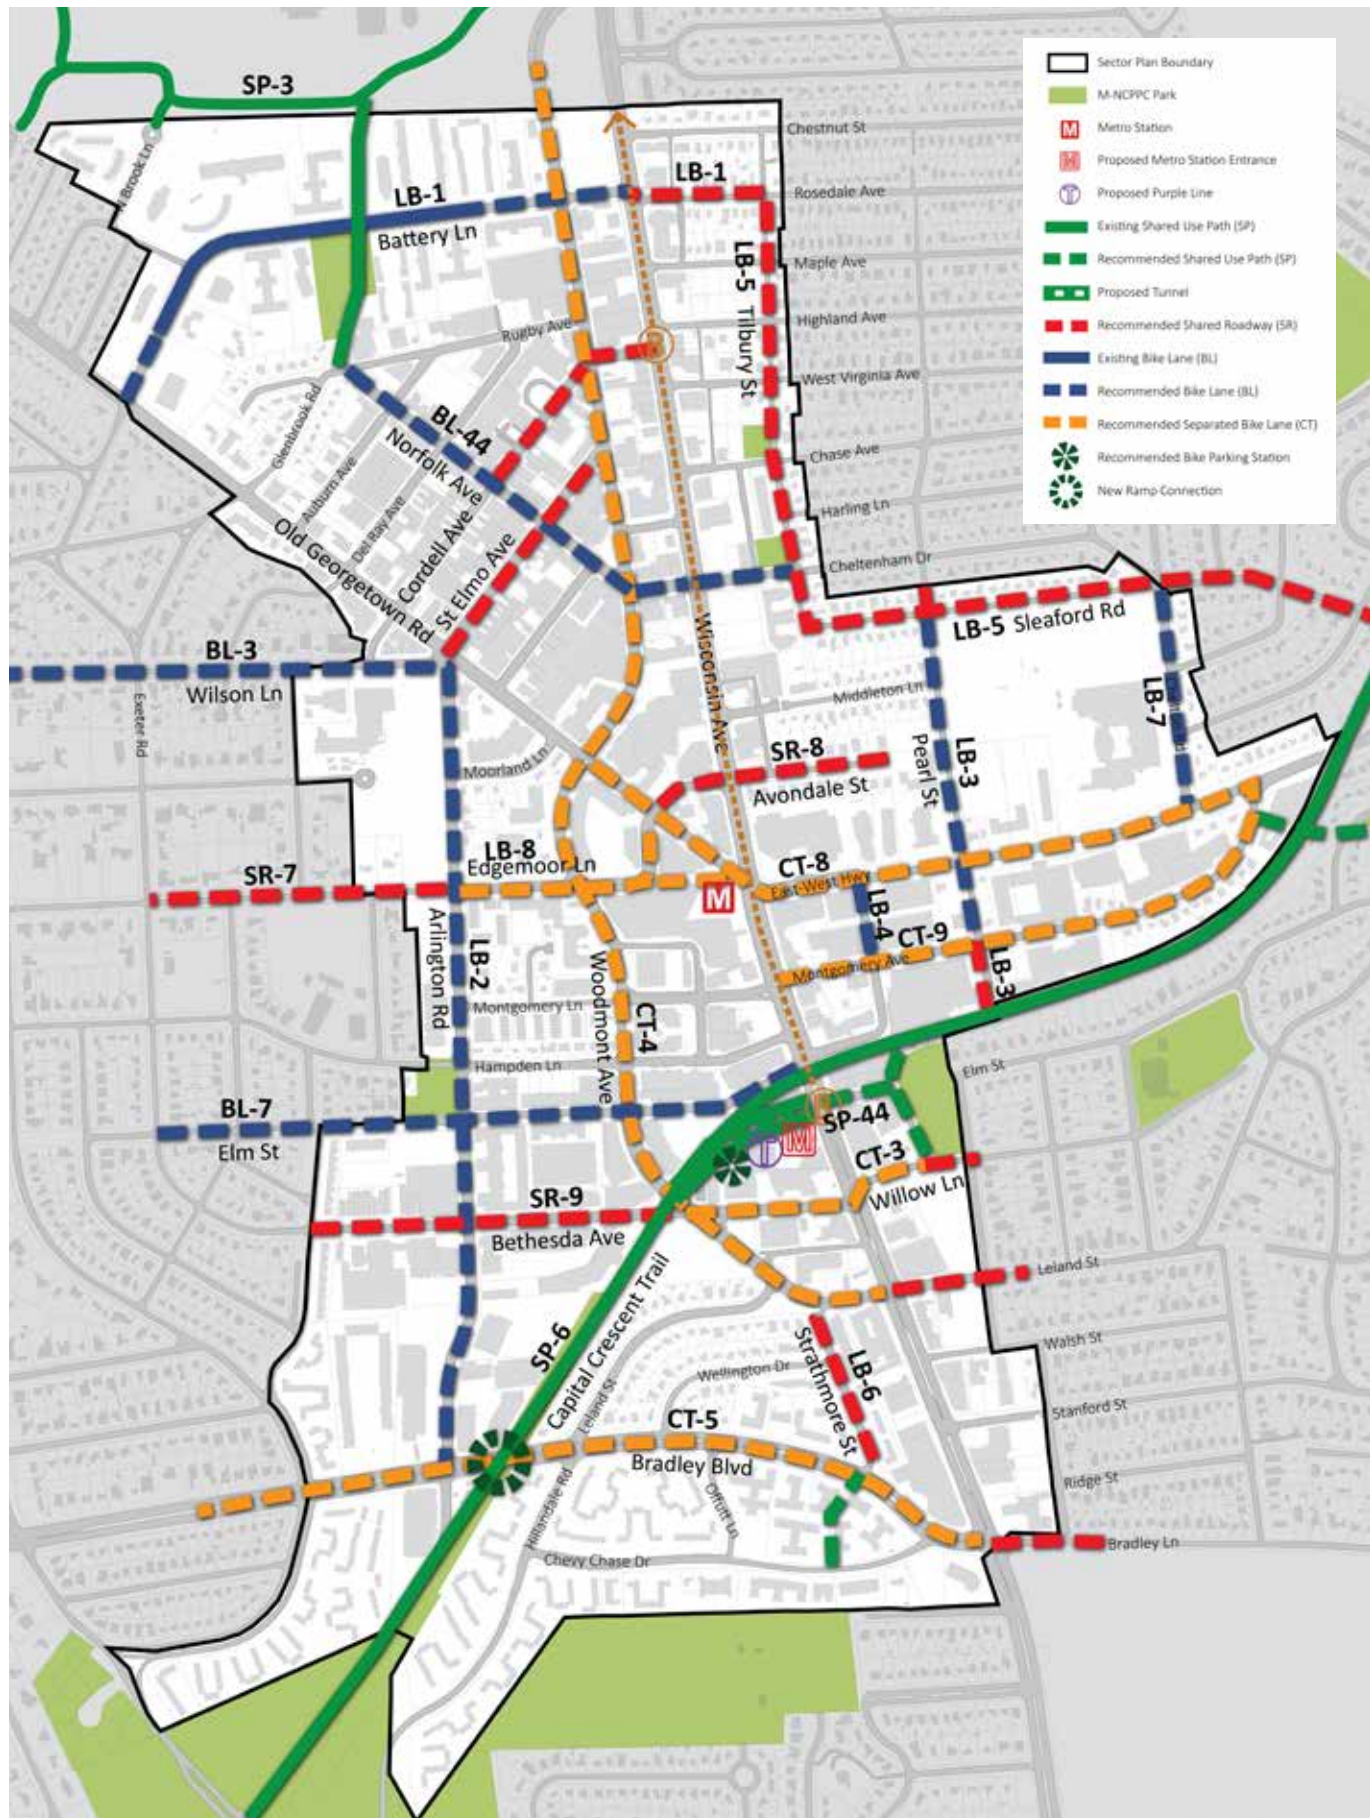 SP-3
Sector Plan Boundary
M-NCPPC Park
M
Metro Station
M
Proposed Metro Station Entrance
Proposed Purple Line
Existing Shared Use Path (SP)
Recommended Shared Use Path (SP)
Proposed Tunnel
Recommended Shared Roadway (SR)
Existing Bike Lane (BL)
Recommended Bike Lane (BL)
Recommended Separated Bike Lane (CT)
Recommended Bike Parking Station
New Ramp Connection
Chestnut St
N Brook Ln
LB-1
LB-1
Rosedale Ave
Battery Ln
Maple Ave
LB-5 Tilbury St
Highland Ave
Rugby Ave
West Virginia Ave
Glenbrook Rd
BL-44
Norfolk Ave
Chase Ave
Auburn Ave
Del Ray Ave
Cordell Ave
Harling Ln
Old Georgetown Rd
St Elmo Ave
Cheltenham Dr
LB-5 Sleaford Rd
Wisconsin Ave
BL-3
Wilson Ln
Exeter Rd
Middleton Ln
LB-7
Moorland Ln
SR-8
Avondale St
Pearl St
LB-3
LB-8
Edgemoor Ln
SR-7
CT-8
East-West Hwy
M
LB-4
CT-9
Arlington Rd
LB-2
Woodmont Ave
Montgomery Ave
LB-3
Montgomery Ln
CT-4
Hampden Ln
Elm St
BL-7
Elm St
SP-44
M
CT-3
Willow Ln
SR-9
Bethesda Ave
Leland St
SP-6
Capital Crescent Trail
Strathmore St
LB-6
Walsh St
Wellington Dr
Leland St
CT-5
Stanford St
Bradley Blvd
Ridge St
Hillandale Rd
Offutt Ln
Chevy Chase Dr
Bradley Ln